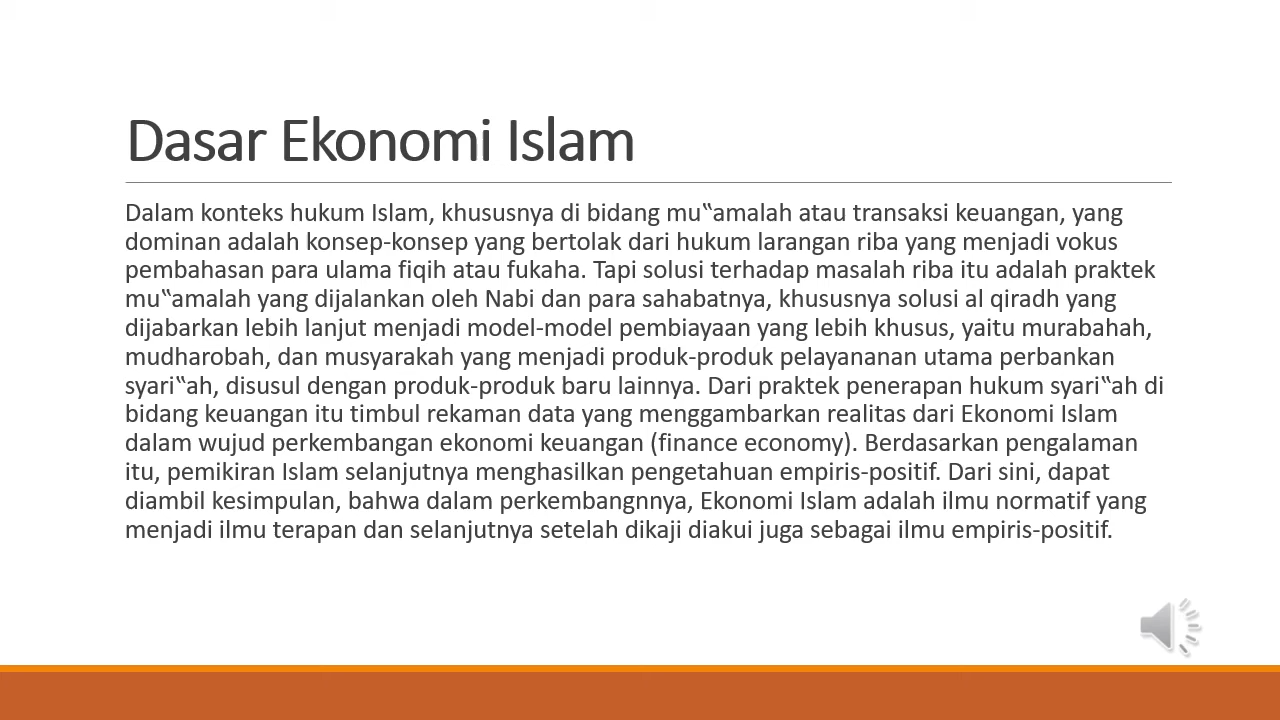 Dasar Ekonomi Islam
Dalam konteks hukum Islam, khususnya di bidang mu‟amalah atau transaksi keuangan, yang
dominan adalah konsep-konsep yang bertolak dari hukum larangan riba yang menjadi vokus
pembahasan para ulama fiqih atau fukaha. Tapi solusi terhadap masalah riba itu adalah praktek
mu‟amalah yang dijalankan oleh Nabi dan para sahabatnya, khususnya solusi al qiradh yang
dijabarkan lebih lanjut menjadi model-model pembiayaan yang lebih khusus, yaitu murabahah,
mudharobah, dan musyarakah yang menjadi produk-produk pelayananan utama perbankan
syari‟ah, disusul dengan produk-produk baru lainnya. Dari praktek penerapan hukum syari‟ah di
bidang keuangan itu timbul rekaman data yang menggambarkan realitas dari Ekonomi Islam
dalam wujud perkembangan ekonomi keuangan (finance economy). Berdasarkan pengalaman
itu, pemikiran Islam selanjutnya menghasilkan pengetahuan empiris-positif. Dari sini, dapat
diambil kesimpulan, bahwa dalam perkembangnnya, Ekonomi Islam adalah ilmu normatif yang
menjadi ilmu terapan dan selanjutnya setelah dikaji diakui juga sebagai ilmu empiris-positif.